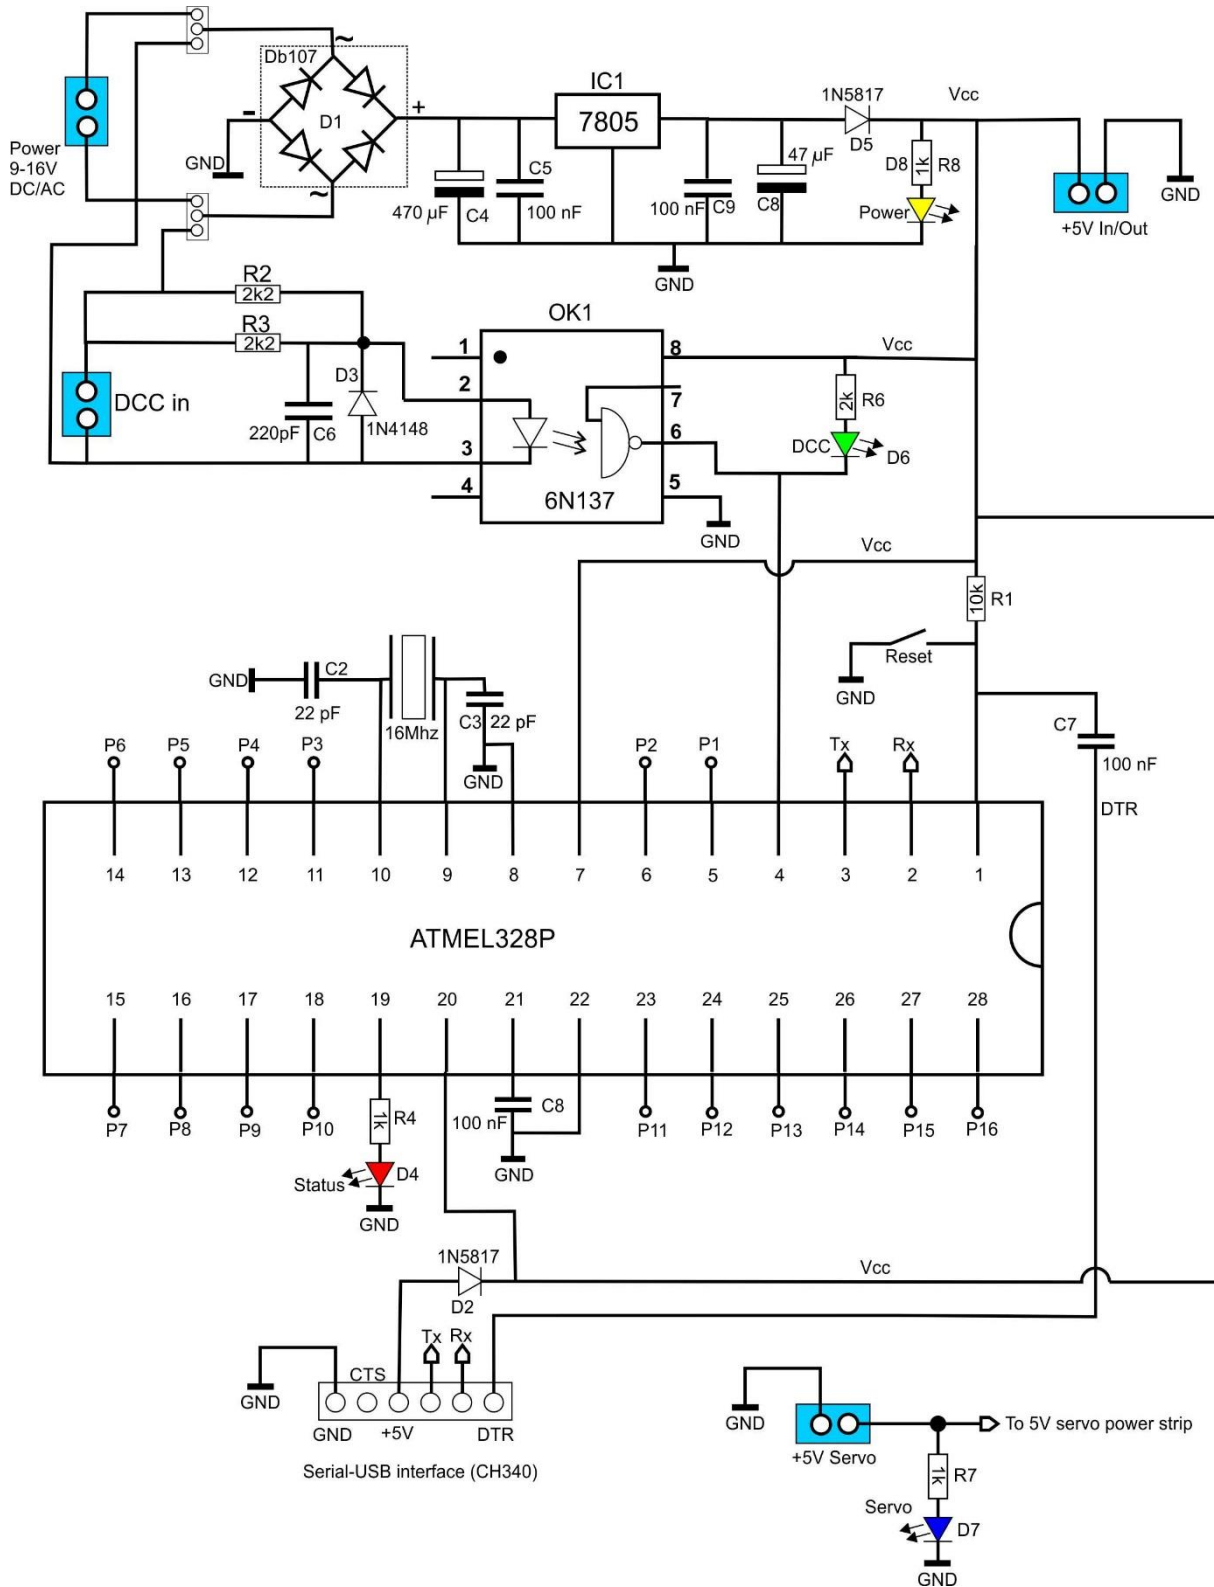 Db107
~
D1
-
+
~
GND
Power
9-16V
DC/AC
IC1
7805
1N5817
D5
Vcc
470 µF
C4
C5
100 nF
100 nF
C9
47 µF
C8
D8
1k
R8
Power
GND
+5V In/Out
GND
R2
2k2
R3
2k2
DCC in
220pF
C6
D3
1N4148
OK1
1
2
3
4
8
7
6
5
6N137
GND
Vcc
2k
R6
DCC
D6
Vcc
10k
R1
Reset
GND
GND
C2
22 pF
16Mhz
C3
22 pF
GND
C7
100 nF
DTR
P6
P5
P4
P3
P2
P1
Tx
Rx
14
13
12
11
10
9
8
7
6
5
4
3
2
1
ATMEL328P
15
16
17
18
19
20
21
22
23
24
25
26
27
28
P7
P8
P9
P10
1k
R4
Status
D4
GND
100 nF
C8
GND
P11
P12
P13
P14
P15
P16
1N5817
D2
Vcc
Tx
Rx
GND
CTS
GND
+5V
DTR
Serial-USB interface (CH340)
GND
+5V Servo
To 5V servo power strip
1k
R7
Servo
D7
GND